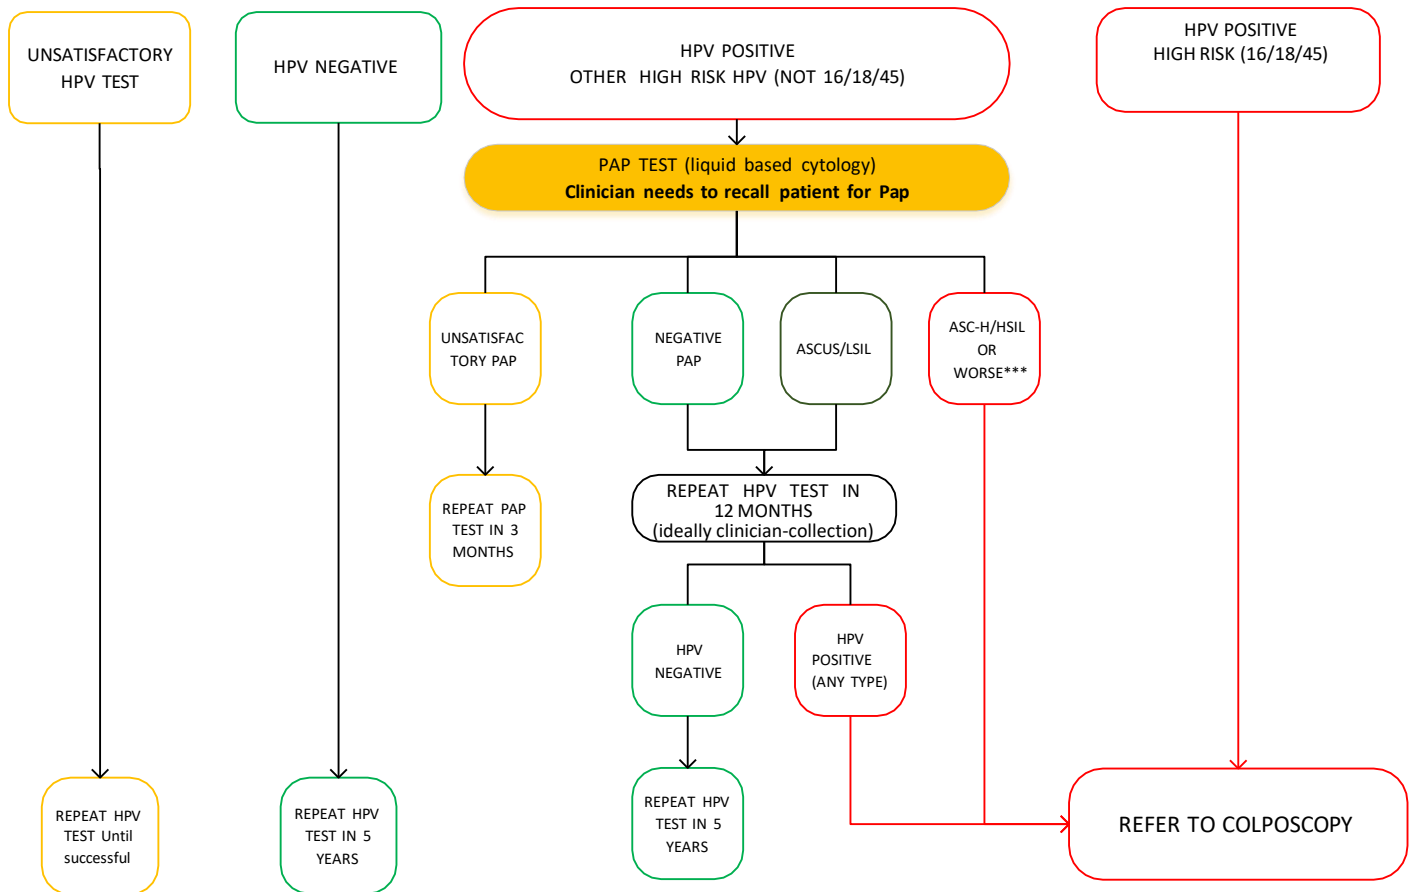 UNSATISFACTORY
HPV TEST
HPV NEGATIVE
HPV POSITIVE
OTHER HIGH RISK HPV (NOT 16/18/45)
HPV POSITIVE
HIGH RISK (16/18/45)
PAP TEST (liquid based cytology)
Clinician needs to recall patient for Pap
UNSATISFAC
TORY PAP
NEGATIVE
PAP
ASCUS/LSIL
ASC-H/HSIL
OR
WORSE***
REPEAT PAP
TEST IN 3
MONTHS
REPEAT HPV TEST IN
12 MONTHS
(ideally clinician-collection)
HPV
NEGATIVE
HPV
POSITIVE
(ANY TYPE)
REPEAT HPV
TEST Until
successful
REPEAT HPV
TEST IN 5
YEARS
REPEAT HPV
TEST IN 5
YEARS
REFER TO COLPOSCOPY